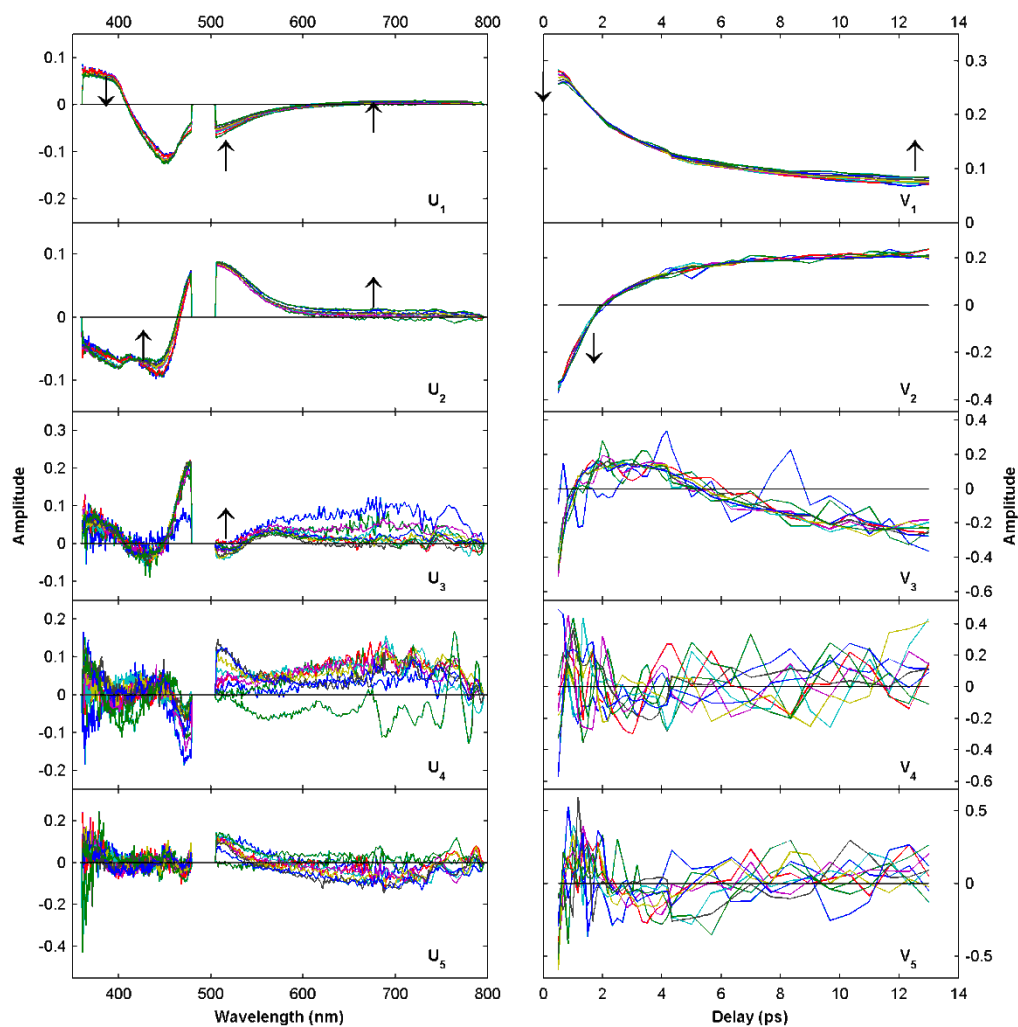 400 500 600 700 800 0 2 4 6 8 10 12 14
0.1 0.3
0 0.2
-0.1 0.1
-0.2 0
U1 V1
0.1 0.2
0 0
-0.1 -0.2
-0.4
U2 V2
0.3 0.4
0.2 0.2
0.1 0
0 -0.2
-0.1 -0.4
-0.6
U3 V3
Amplitude Amplitude
0.2 0.4
0.1 0.2
0 0
-0.1 -0.2
-0.2 -0.4
-0.6
U4 V4
0.2 0.5
0 0
-0.2 -0.5
-0.4
U5 V5
400 500 600 700 800 0 2 4 6 8 10 12 14
Wavelength (nm) Delay (ps)